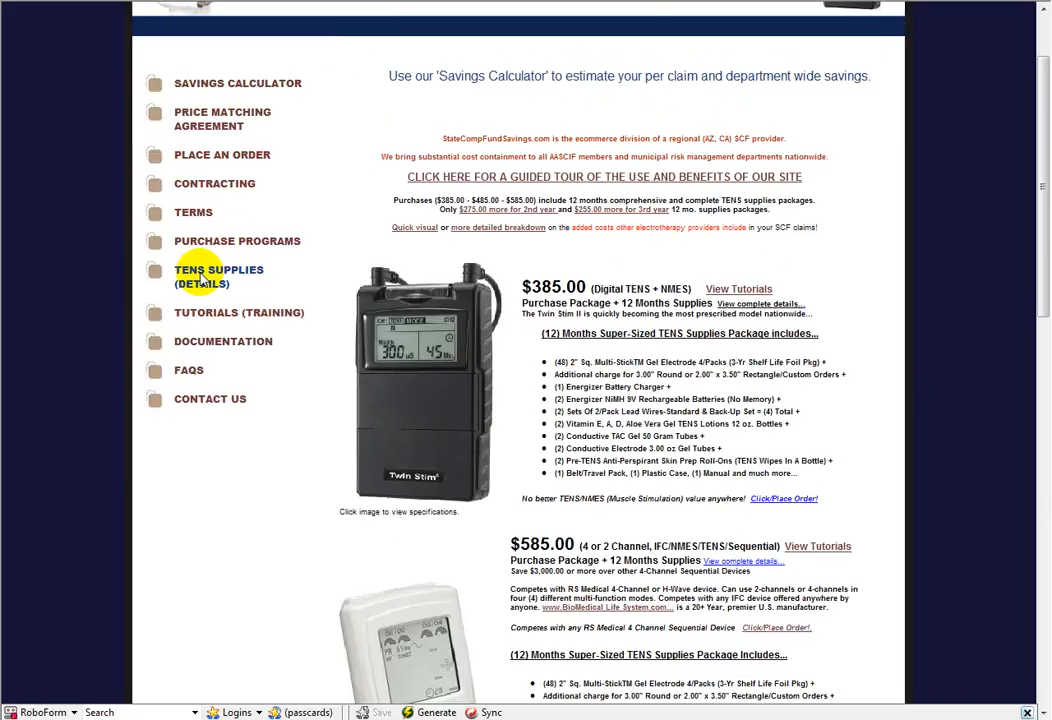 Use our 'Savings Calculator' to estimate your per claim and department wide savings.
SAVINGS CALCULATOR
PRICE MATCHING
AGREEMENT
PLACE AN ORDER
CONTRACTING
TERMS
PURCHASE PROGRAMS
TENS SUPPLIES
(DETAILS)
TUTORIALS (TRAINING)
DOCUMENTATION
FAQS
CONTACT US
StateCompFundSavings.com is the ecommerce division of a regional (AZ, CA) SCF provider.
We bring substantial cost containment to all AASCIF members and municipal risk management departments nationwide.
CLICK HERE FOR A GUIDED TOUR OF THE USE AND BENEFITS OF OUR SITE
Purchases ($385.00 - $485.00 - $585.00) include 12 months comprehensive and complete TENS supplies packages.
Only $275.00 more for 2nd year and $255.00 more for 3rd year 12 mo. supplies packages.
Quick visual or more detailed breakdown on the added costs other electrotherapy providers include in your SCF claims!
$385.00 (Digital TENS + NMES) View Tutorials
Purchase Package + 12 Months Supplies View complete details...
The Twin Stim II is quickly becoming the most prescribed model nationwide...
(12) Months Super-Sized TENS Supplies Package includes...
(48) 2" Sq. Multi-StickTM Gel Electrode 4/Packs (3-Yr Shelf Life Foil Pkg) +
Additional charge for 3.00" Round or 2.00" x 3.50" Rectangle/Custom Orders +
(1) Energizer Battery Charger +
(2) Energizer NiMH 9V Rechargeable Batteries (No Memory) +
(2) Sets Of 2/Pack Lead Wires-Standard & Back-Up Set = (4) Total +
(2) Vitamin E, A, D, Aloe Vera Gel TENS Lotions 12 oz. Bottles +
(2) Conductive TAC Gel 50 Gram Tubes +
(2) Conductive Electrode 3.00 oz Gel Tubes +
(2) Pre-TENS Anti-Perspirant Skin Prep Roll-Ons (TENS Wipes In A Bottle) +
(1) Belt/Travel Pack, (1) Plastic Case, (1) Manual and much more...
No better TENS/NMES (Muscle Stimulation) value anywhere! Click/Place Order!
300 45
Twin Stim
Click image to view specifications.
$585.00 (4 or 2 Channel, IFC/NMES/TENS/Sequential) View Tutorials
Purchase Package + 12 Months Supplies View complete details...
Save $3,000.00 or more over other 4-Channel Sequential Devices
Competes with RS Medical 4-Channel or H-Wave device. Can use 2-channels or 4-channels in
four (4) different multi-function modes. Competes with any IFC device offered anywhere by
anyone. www.BioMedical Life System.com... is a 20+ Year, premier U.S. manufacturer.
Competes with any RS Medical 4 Channel Sequential Device Click/Place Order!.
(12) Months Super-Sized TENS Supplies Package Includes...
(48) 2" Sq. Multi-StickTM Gel Electrode 4/Packs (3-Yr Shelf Life Foil Pkg) +
Additional charge for 3.00" Round or 2.00" x 3.50" Rectangle/Custom Orders +
RoboForm Search Logins (passcards) Save Generate Sync